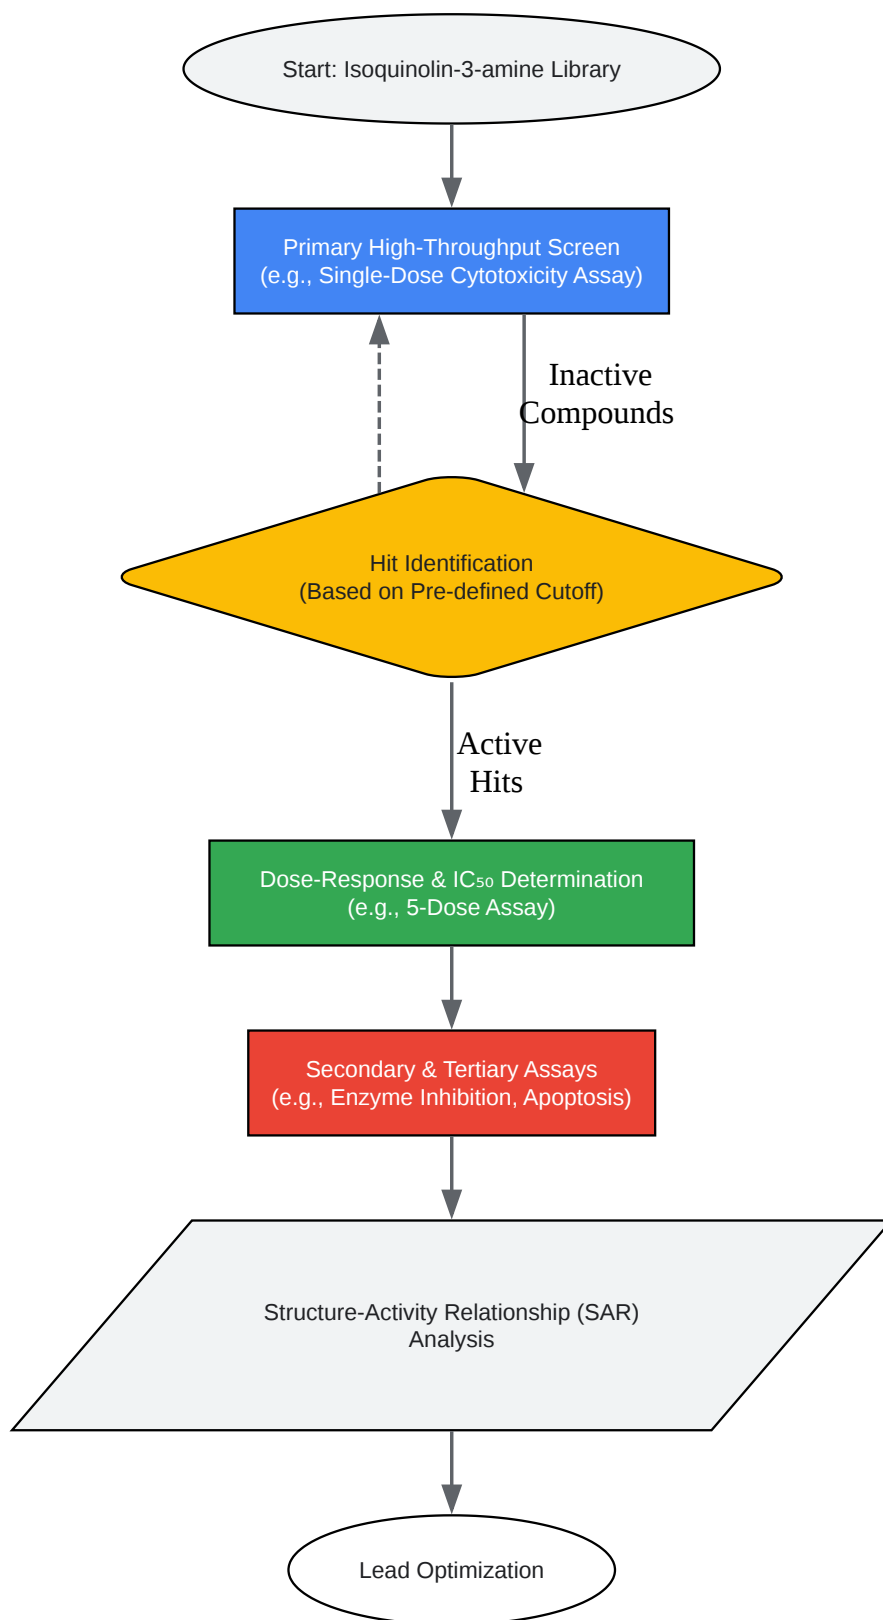 Start: Isoquinolin-3-amine Library
Primary High-Throughput Screen
(e.g., Single-Dose Cytotoxicity Assay)
Inactive
Compounds
Hit Identification
(Based on Pre-defined Cutoff)
Active
Hits
Dose-Response & IC₅₀ Determination
(e.g., 5-Dose Assay)
Secondary & Tertiary Assays
(e.g., Enzyme Inhibition, Apoptosis)
Structure-Activity Relationship (SAR)
Analysis
Lead Optimization